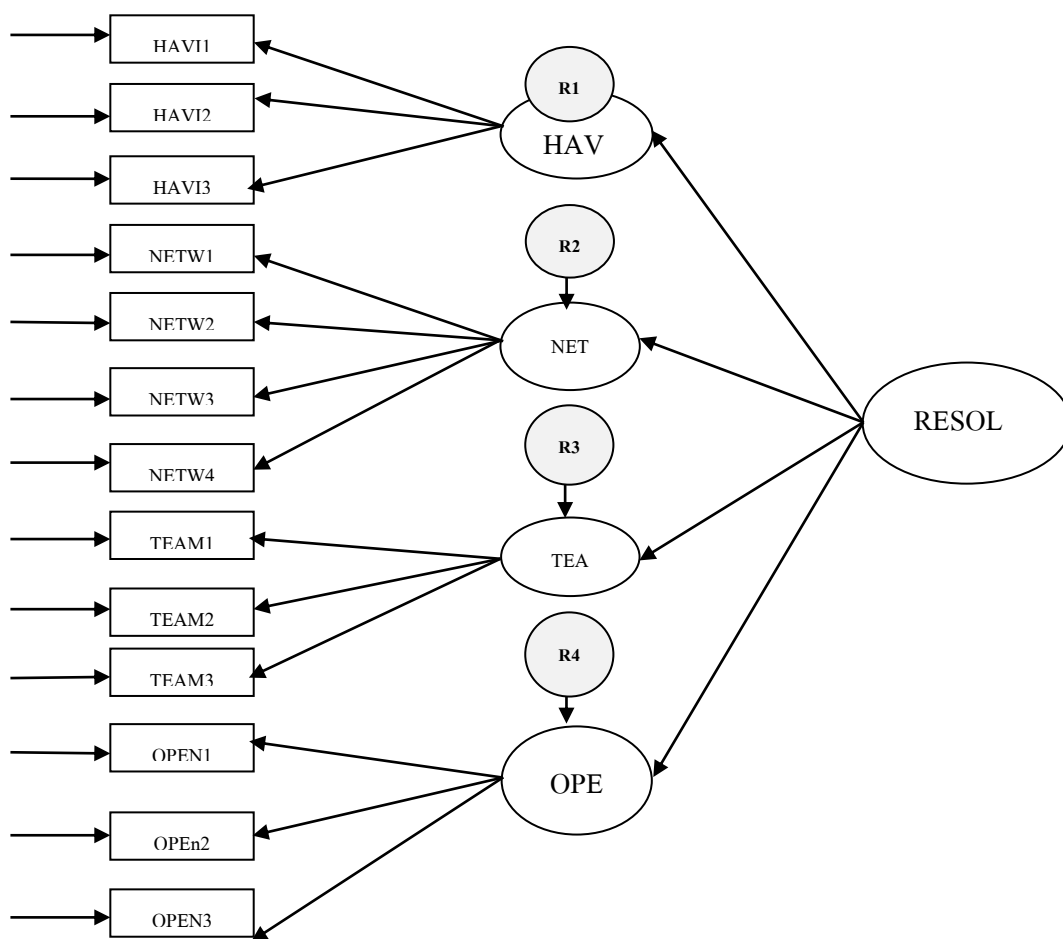 HAVI1
HAVI2
HAVI3
NETW1
NETW2
NETW3
NETW4
TEAM1
TEAM2
TEAM3
OPEN1
OPEn2
OPEN3
R1
HAV
R2
NET
R3
TEA
R4
OPE
RESOL